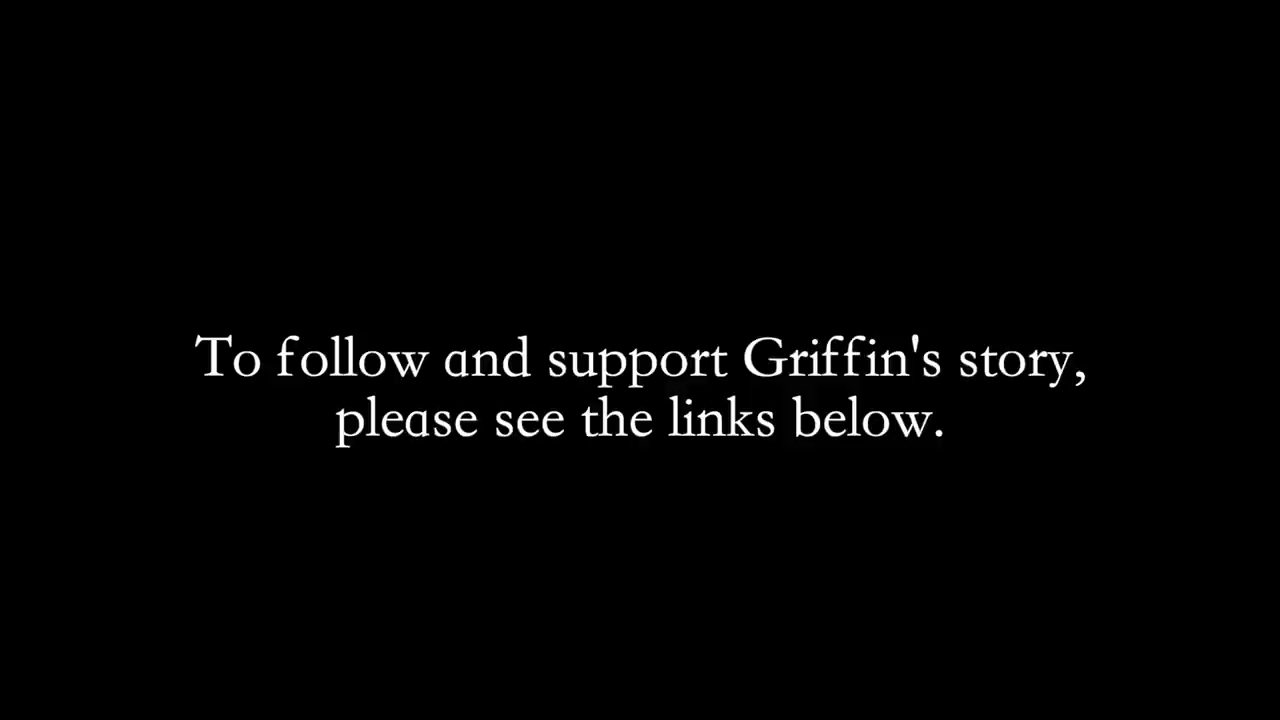 To follow and support Griffin's story,
please see the links below.